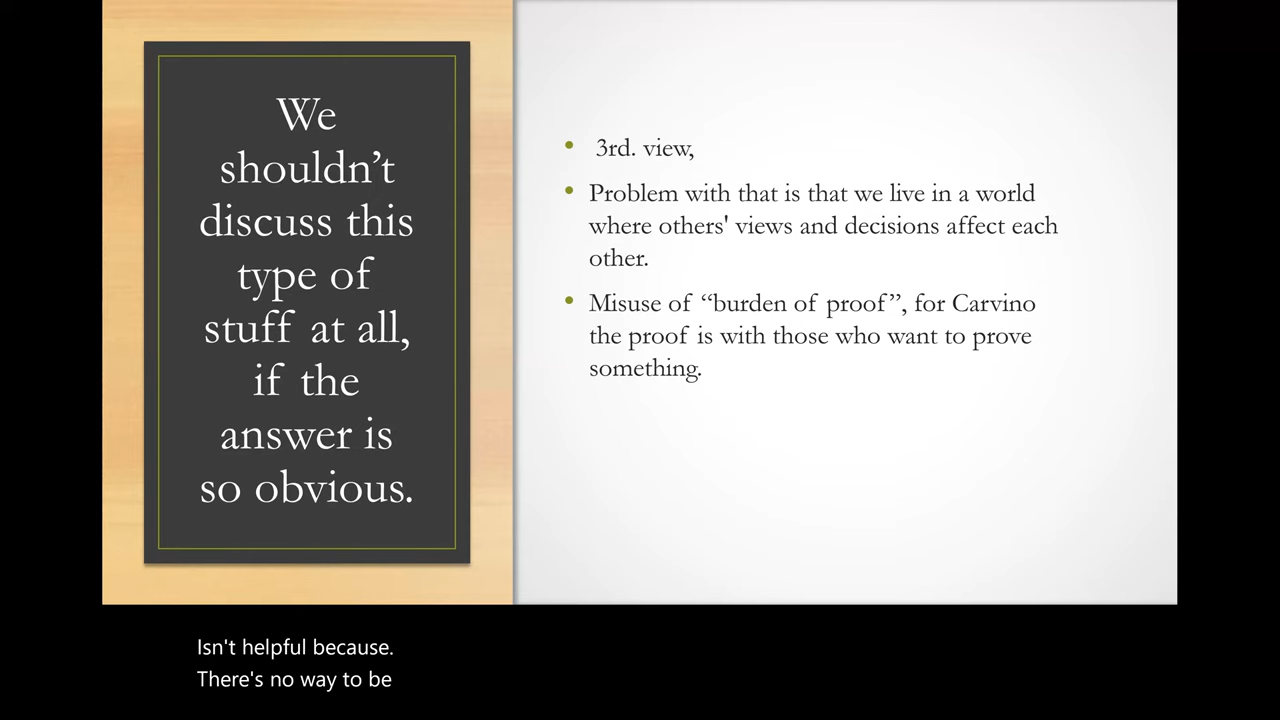 We
shouldn’t
discuss this
type of
stuff at all,
if the
answer is
so obvious.
• 3rd. view,
• Problem with that is that we live in a world
where others' views and decisions affect each
other.
• Misuse of “burden of proof”, for Carvino
the proof is with those who want to prove
something.
Isn't helpful because.
There's no way to be